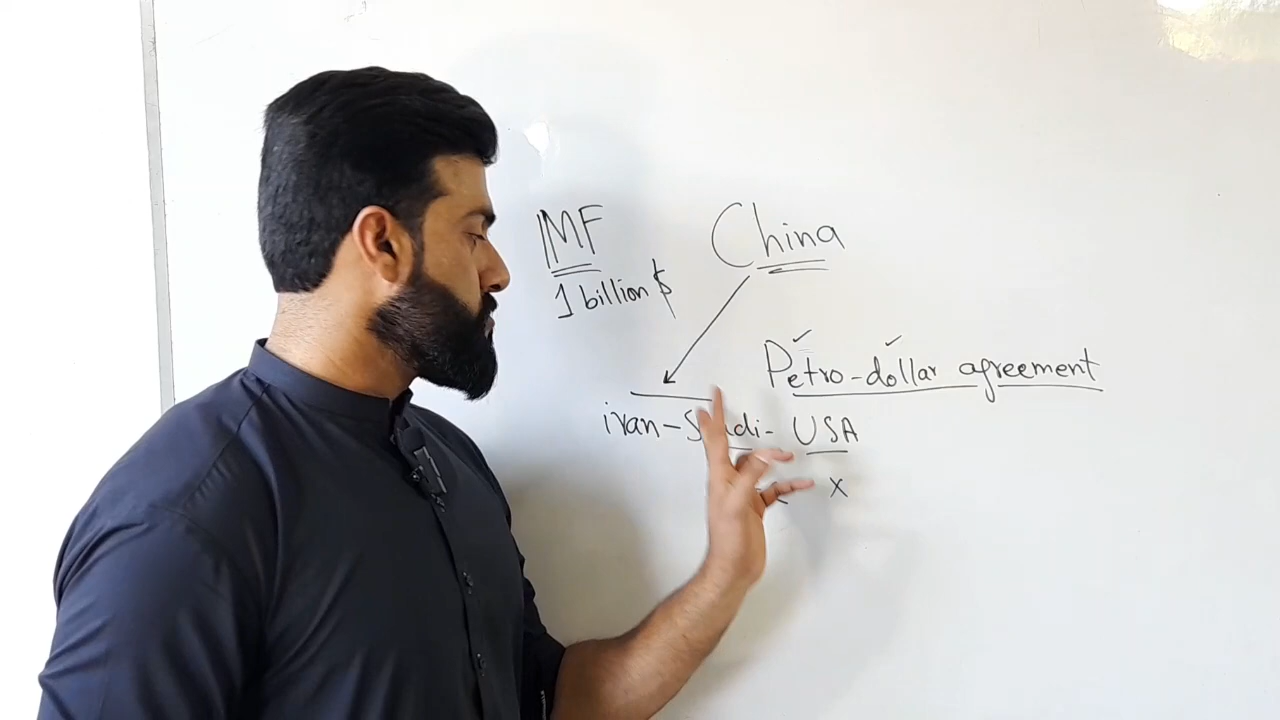 IMF
China
1 billion $
Petro-dollar agreement
iran - Saudi - USA
x